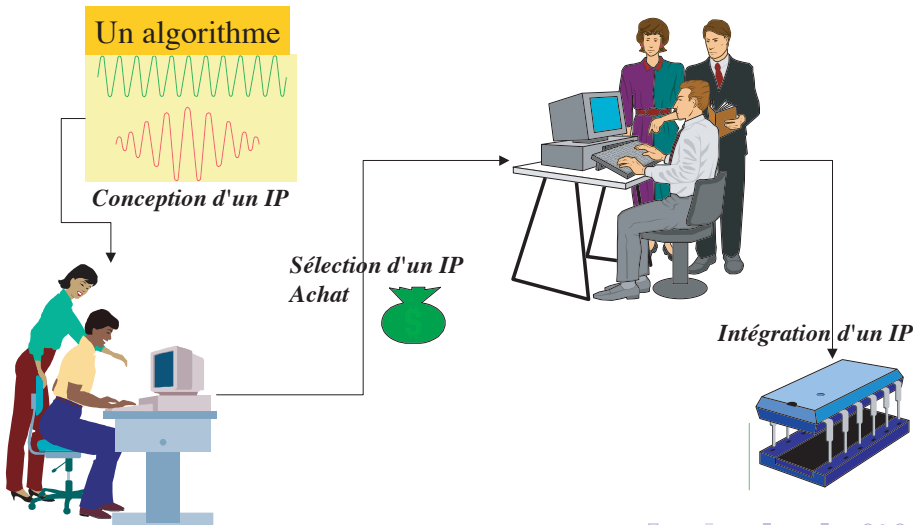 Un algorithme
Conception d'un IP
Sélection d'un IP
Achat
Intégration d'un IP